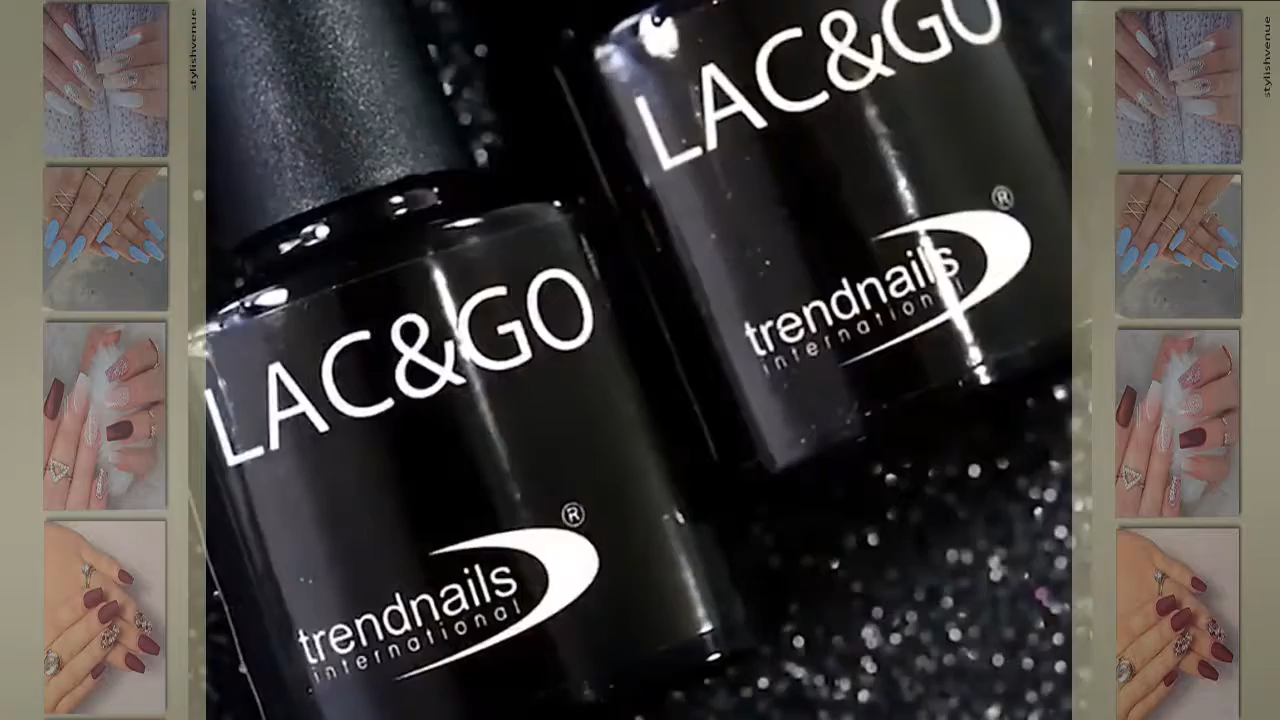 stylishvenue
LAC&GO
trendnails
international
®
LAC&GO
trendnails
international
®
stylishvenue